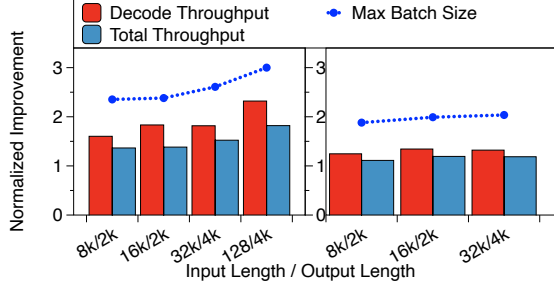 Decode Throughput
Max Batch Size
Total Throughput
Normalized Improvement
3
2
1
0
3
2
1
0
8k/2k
16k/2k
32k/4k
128/4k
8k/2k
16k/2k
32k/4k
Input Length / Output Length